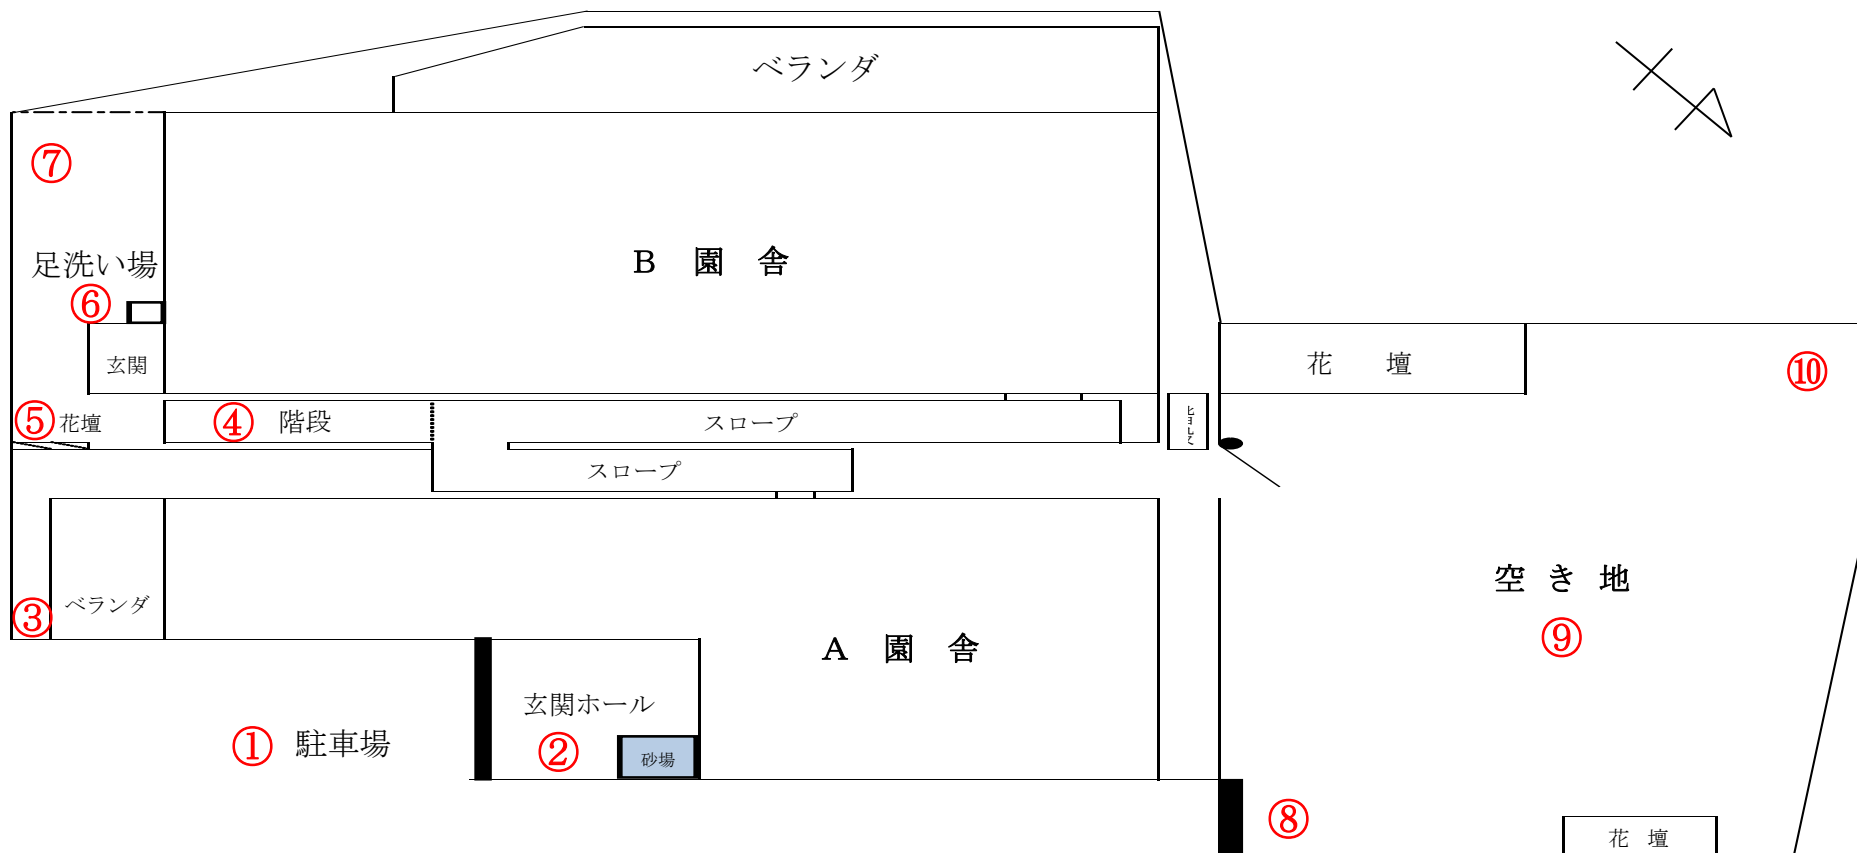 ベランダ
⑦
B 園 舎
足洗い場
⑥
玄関
花 壇
⑩
⑤ 花壇
④ 階段
スロープ
階段
スロープ
空 き 地
⑨
③ ベランダ
A 園 舎
玄関ホール
① 駐車場
②
砂場
⑧
花 壇